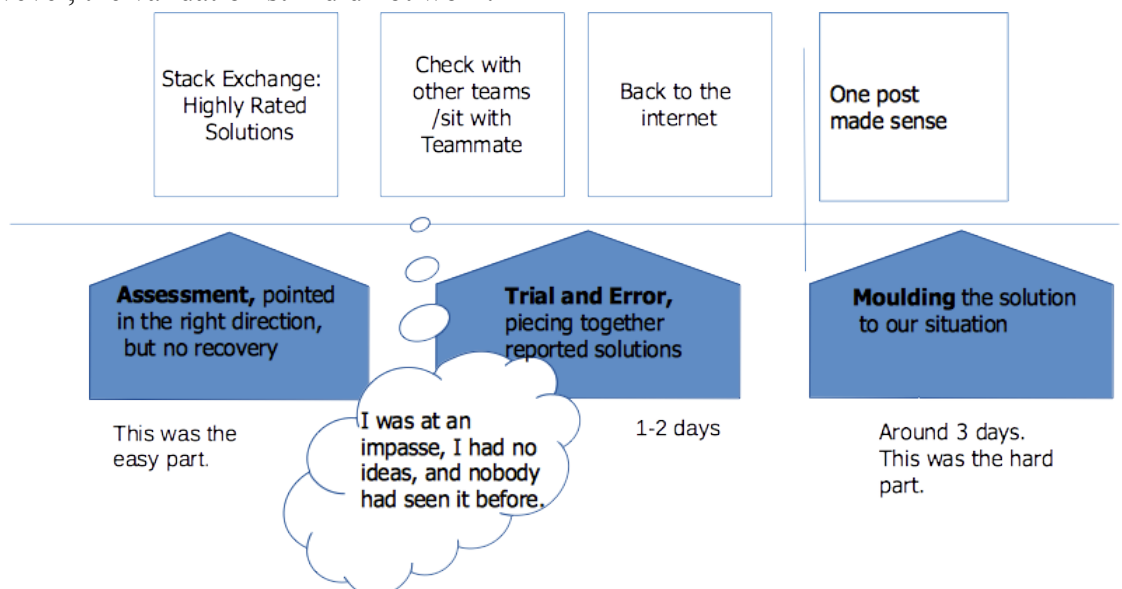 Stack Exchange:
Highly Rated
Solutions
Check with
other teams
/sit with
Teammate
Back to the
internet
One post
made sense
Assessment, pointed
in the right direction,
but no recovery
Trial and Error,
piecing together
reported solutions
Moulding the solution
to our situation
This was the
easy part.
I was at an
impasse, I had no
ideas, and nobody
had seen it before.
1-2 days
Around 3 days.
This was the hard
part.